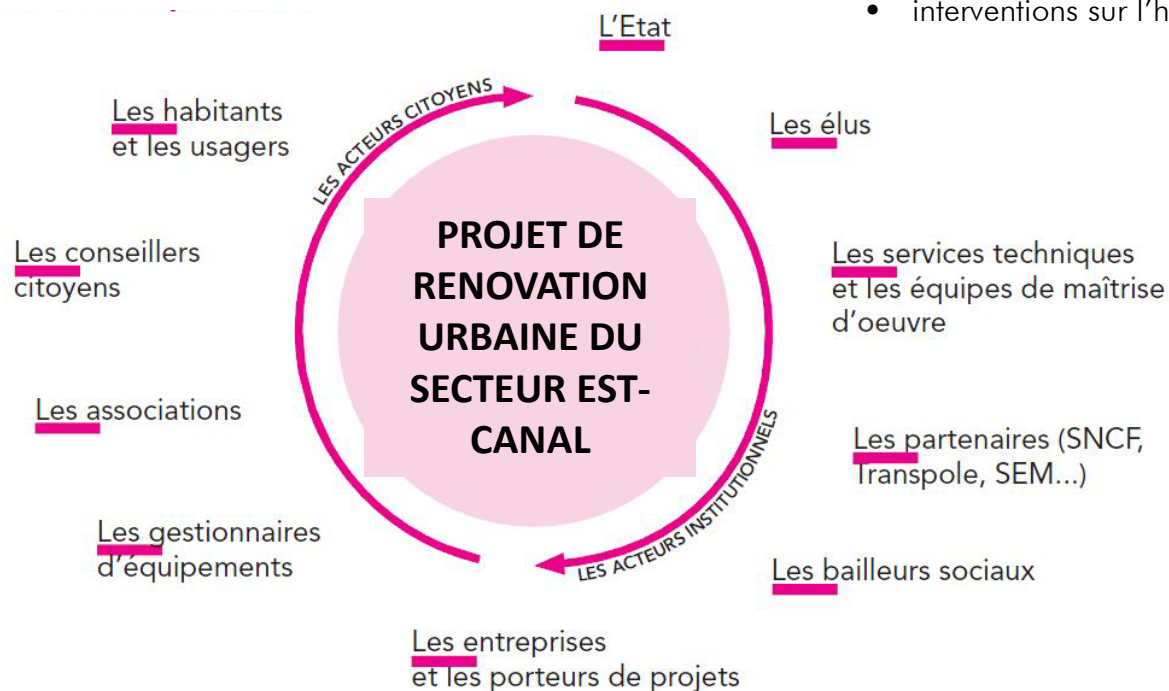 • interventions sur l'h
L'Etat
LES ACTEURS CITOYENS
Les habitants
et les usagers
Les élus
PROJET DE
RENOVATION
URBAINE DU
SECTEUR EST-
CANAL
Les conseillers
citoyens
Les services techniques
et les équipes de maîtrise
d'oeuvre
Les associations
Les partenaires (SNCF,
Transpole, SEM...)
LES ACTEURS INSTITUTIONNELS
Les gestionnaires
d'équipements
Les bailleurs sociaux
Les entreprises
et les porteurs de projets